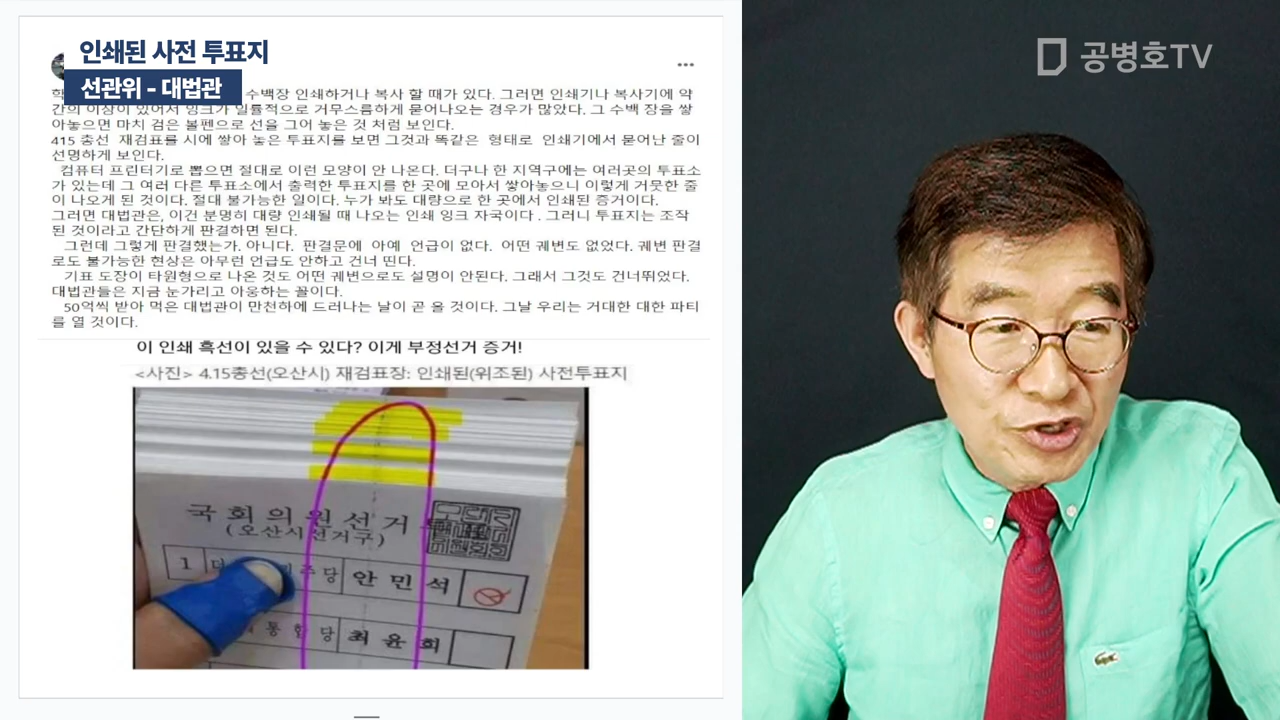 인쇄된 사전 투표지
선관위 - 대법관
공병호TV
수백장 인쇄하거나 복사 할 때가 있다. 그러면 인쇄기나 복사기에 약
간의 이상이 있어서 잉크가 일률적으로 거무스름하게 묻어나오는 경우가 많았다. 그 수백 장을 쌓
아놓으면 마치 검은 볼펜으로 선을 그어 놓은 것 처럼 보인다.
415 총선 재검표를 시에 쌓아 놓은 투표지를 보면 그것과 똑같은 형태로 인쇄기에서 묻어난 줄이
선명하게 보인다.
컴퓨터 프린터기로 뽑으면 절대로 이런 모양이 안 나온다. 더구나 한 지역구에는 여러곳의 투표소
가 있는데 그 여러 다른 투표소에서 출력한 투표지를 한 곳에 모아서 쌓아놓으니 이렇게 거뭇한 줄
이 나오게 된 것이다. 절대 불가능한 일이다. 누가 봐도 대량으로 한 곳에서 인쇄된 증거이다.
그러면 대법관은, 이건 분명히 대량 인쇄될 때 나오는 인쇄 잉크 자국이다 . 그러니 투표지는 조작
된 것이라고 간단하게 판결하면 된다.
그런데 그렇게 판결했는가. 아니다. 판결문에 아예 언급이 없다. 어떤 궤변도 없었다. 궤변 판결
로도 불가능한 현상은 아무런 언급도 안하고 건너 띤다.
기표 도장이 타원형으로 나온 것도 어떤 궤변으로도 설명이 안된다. 그래서 그것도 건너뛰었다.
대법관들은 지금 눈가리고 아웅하는 꼴이다.
50억씩 받아 먹은 대법관이 만천하에 드러나는 날이 곧 올 것이다. 그날 우리는 거대한 대한 파티
를 열 것이다.
이 인쇄 흑선이 있을 수 있다? 이게 부정선거 증거!
<사진> 4.15총선(오산시) 재검표장: 인쇄된(위조된) 사전투표지
국회의원선거
(오산시선거구)
1 주당 안민석
통합당 최윤희